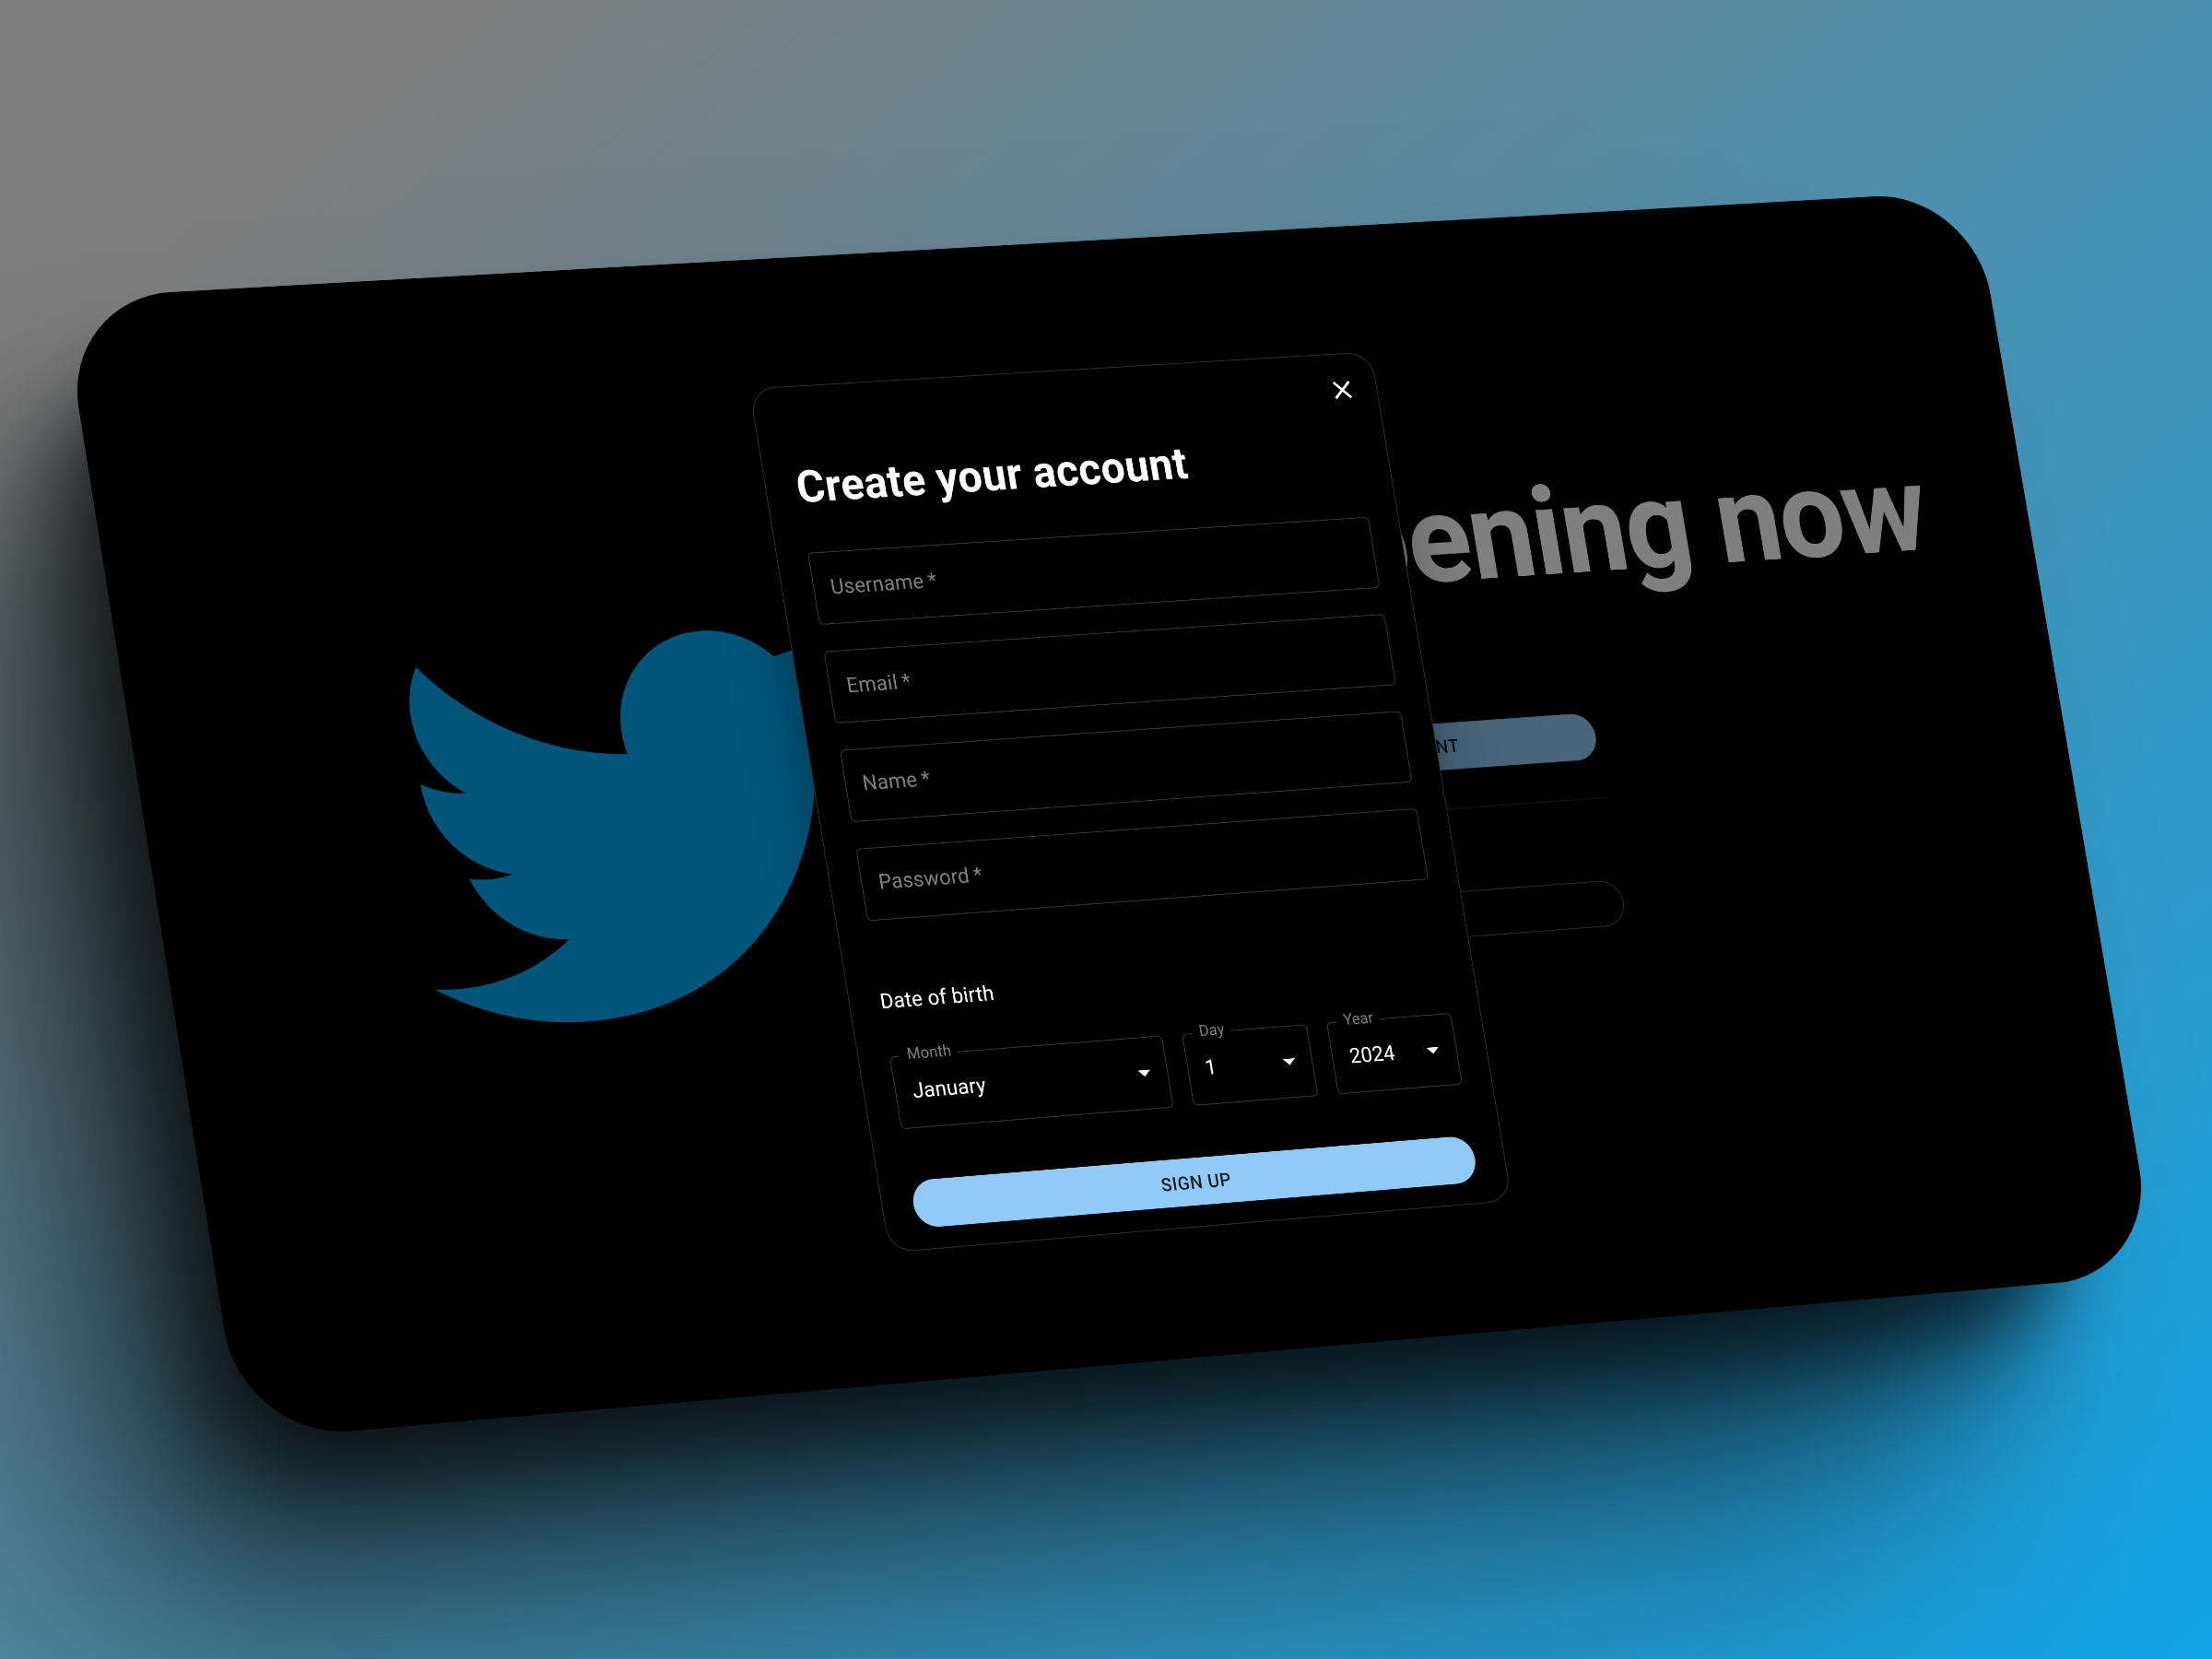 Create your account
ening now
Username *
Email *
Name *
NT
Password *
Date of birth
Month
Day
Year
January
1
2024
SIGN UP